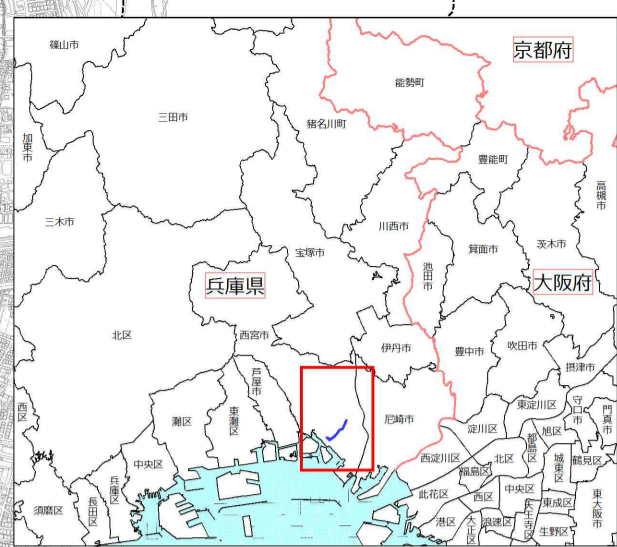 篠山市
京都府
能勢町
三田市
猪名川町
加東市
豊能町
高槻市
三木市
川西市
箕面市
茨木市
宝塚市
池田市
兵庫県
大阪府
北区
西宮市
伊丹市
豊中市
吹田市
摂津市
芦屋市
西区
灘区
東灘区
尼崎市
淀川区
東淀川区
守口市
門真市
旭区
都島区
西淀川区
北区
城東区
鶴見区
中央区
福島区
此花区
西区
中央区
東成区
東大阪市
兵庫区
長田区
須磨区
港区
大正区
浪速区
天王寺区
生野区